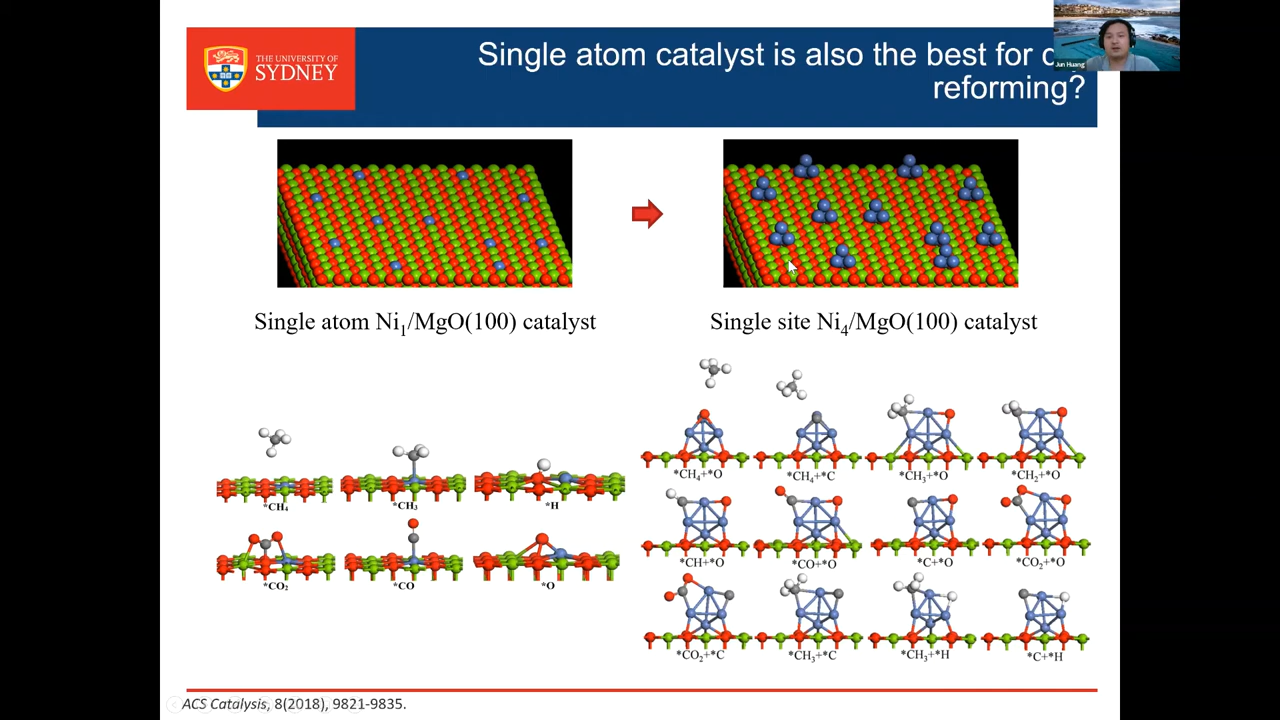 THE UNIVERSITY OF
SYDNEY
Single atom catalyst is also the best for
reforming?
Jun Huang
Single atom Ni₁/MgO(100) catalyst
Single site Ni₄/MgO(100) catalyst
*CH₄
*CH₃
*H
*CO₂
*CO
*O
*CH₄+*O
*CH₄+*C
*CH₃+*O
*CH₂+*O
*CH+*O
*CO+*O
*C+*O
*CO₂+*O
*CO₂+*C
*CH₃+*C
*CH₃+*H
*C+*H
ACS Catalysis, 8(2018), 9821-9835.